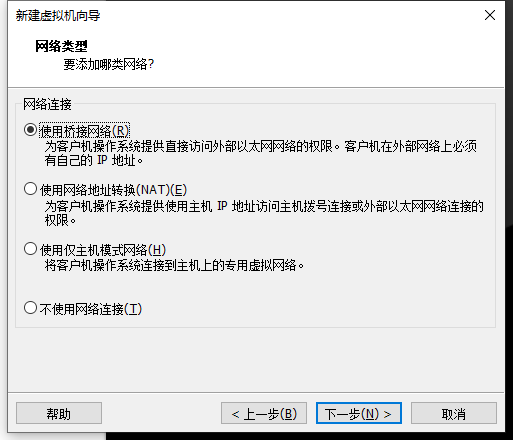 新建虚拟机向导
网络类型
要添加哪类网络?
网络连接
使用桥接网络(R)
为客户机操作系统提供直接访问外部以太网网络的权限。客户机在外部网络上必须
有自己的 IP 地址。
使用网络地址转换(NAT)(E)
为客户机操作系统提供使用主机 IP 地址访问主机拨号连接或外部以太网网络连接的
权限。
使用仅主机模式网络(H)
将客户机操作系统连接到主机上的专用虚拟网络。
不使用网络连接(T)
帮助
< 上一步(B)
下一步(N) >
取消